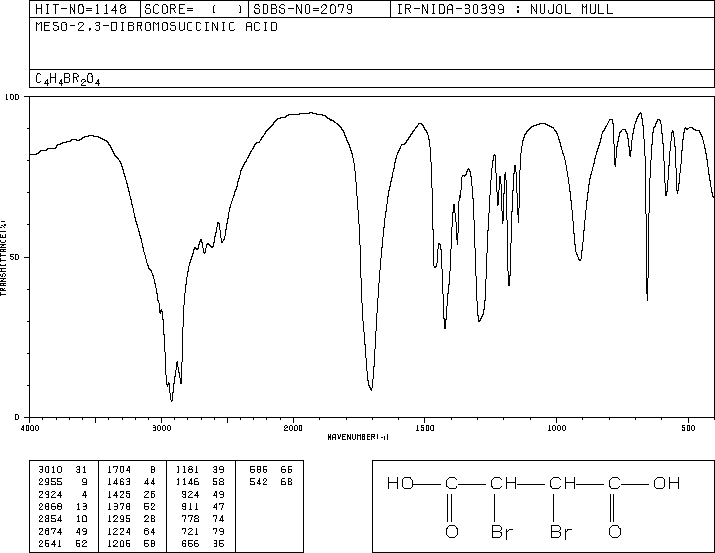 HIT-NO=1148 SCORE= ( ) SDBS-NO=2079 IR-NIDA-30399 : NUJOL MULL
MESO-2,3-DIBROMOSUCCINIC ACID
C4H4BR2O4
100
50
0
TRANSMITTANCE(%)
4000 3000 2000 1500 1000 500
WAVENUMBER(-1)
3010 31 1704 8 1181 39 586 66
2955 9 1463 44 1146 58 542 68
2924 4 1425 26 924 49
2868 13 1378 52 911 47
2854 10 1295 28 778 74
2674 49 1224 64 721 79
2541 52 1205 58 656 35
HO C CH CH C OH
O Br Br O